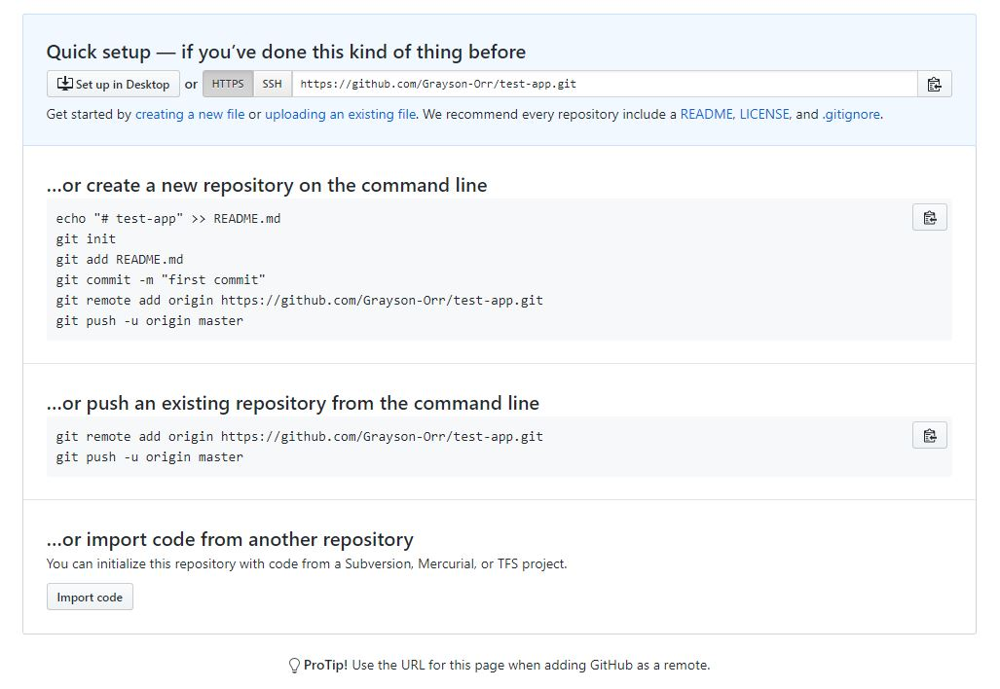 Quick setup — if you’ve done this kind of thing before
Set up in Desktop or HTTPS SSH https://github.com/Grayson-Orr/test-app.git
Get started by creating a new file or uploading an existing file. We recommend every repository include a README, LICENSE, and .gitignore.
…or create a new repository on the command line
echo "# test-app" >> README.md
git init
git add README.md
git commit -m "first commit"
git remote add origin https://github.com/Grayson-Orr/test-app.git
git push -u origin master
…or push an existing repository from the command line
git remote add origin https://github.com/Grayson-Orr/test-app.git
git push -u origin master
…or import code from another repository
You can initialize this repository with code from a Subversion, Mercurial, or TFS project.
Import code
ProTip! Use the URL for this page when adding GitHub as a remote.